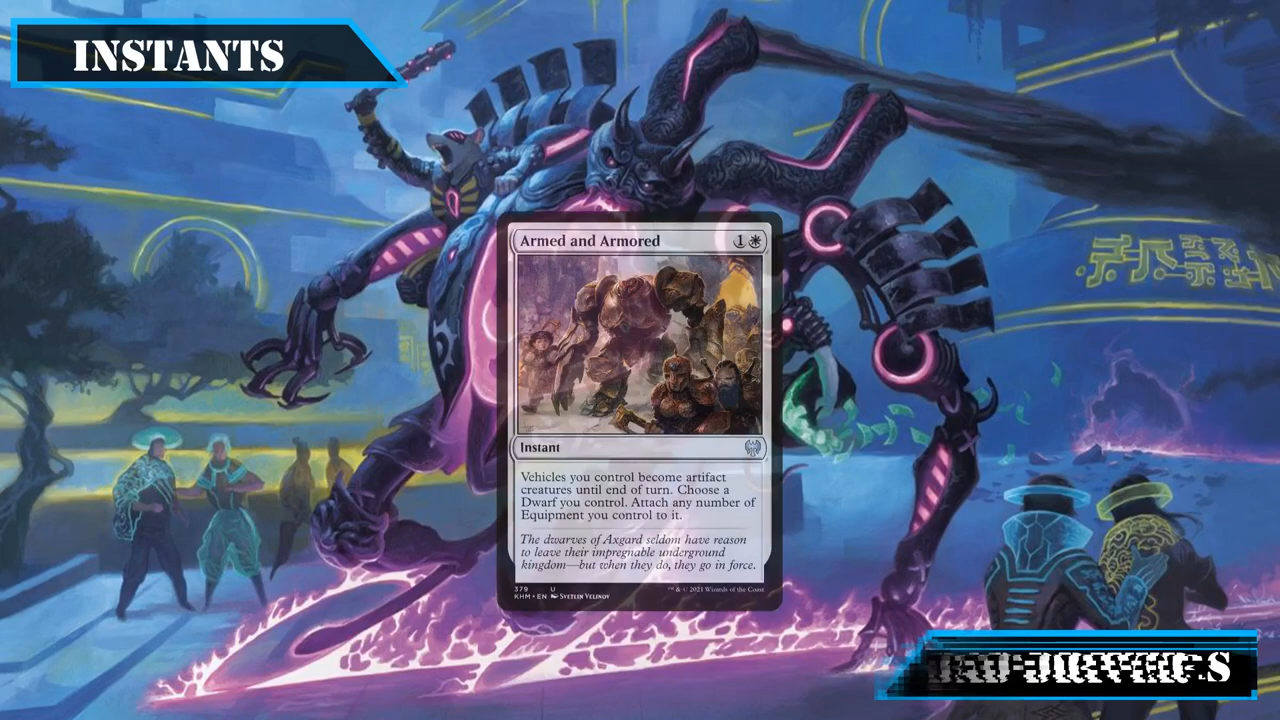 INSTANTS
Armed and Armored 1
Instant
Vehicles you control become artifact
creatures until end of turn. Choose a
Dwarf you control. Attach any number of
Equipment you control to it.
The dwarves of Axgard seldom have reason
to leave their impregnable underground
kingdom—but when they do, they go in force.
379 U
KHM • EN Svetlin Velinov
™ & © 2021 Wizards of the Coast